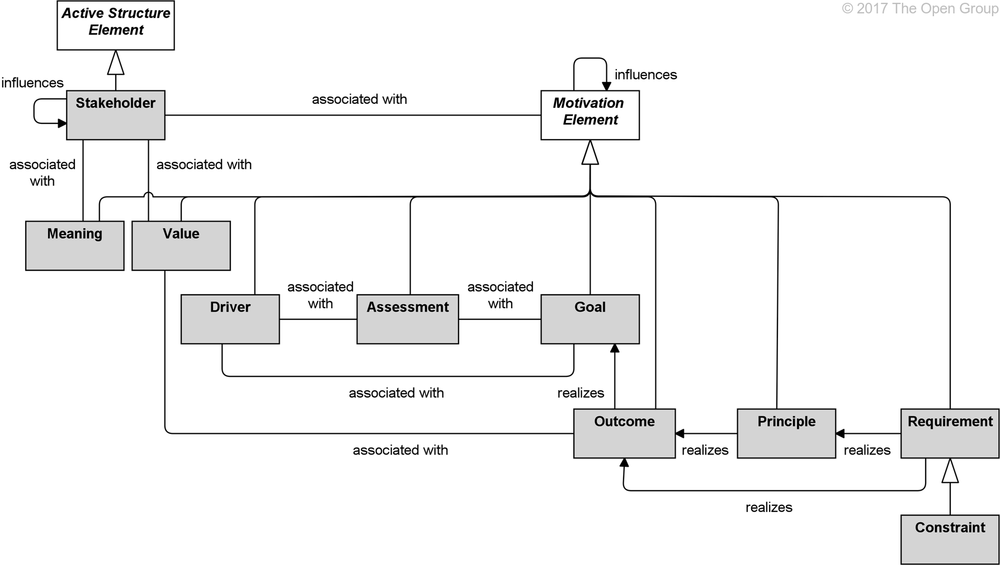 © 2017 The Open Group
Active Structure
Element
influences
influences
Stakeholder
associated with
Motivation
Element
associated
with
associated with
Meaning
Value
associated
with
associated
with
Driver
Assessment
Goal
associated with
realizes
Outcome
Principle
Requirement
associated with
realizes
realizes
realizes
Constraint